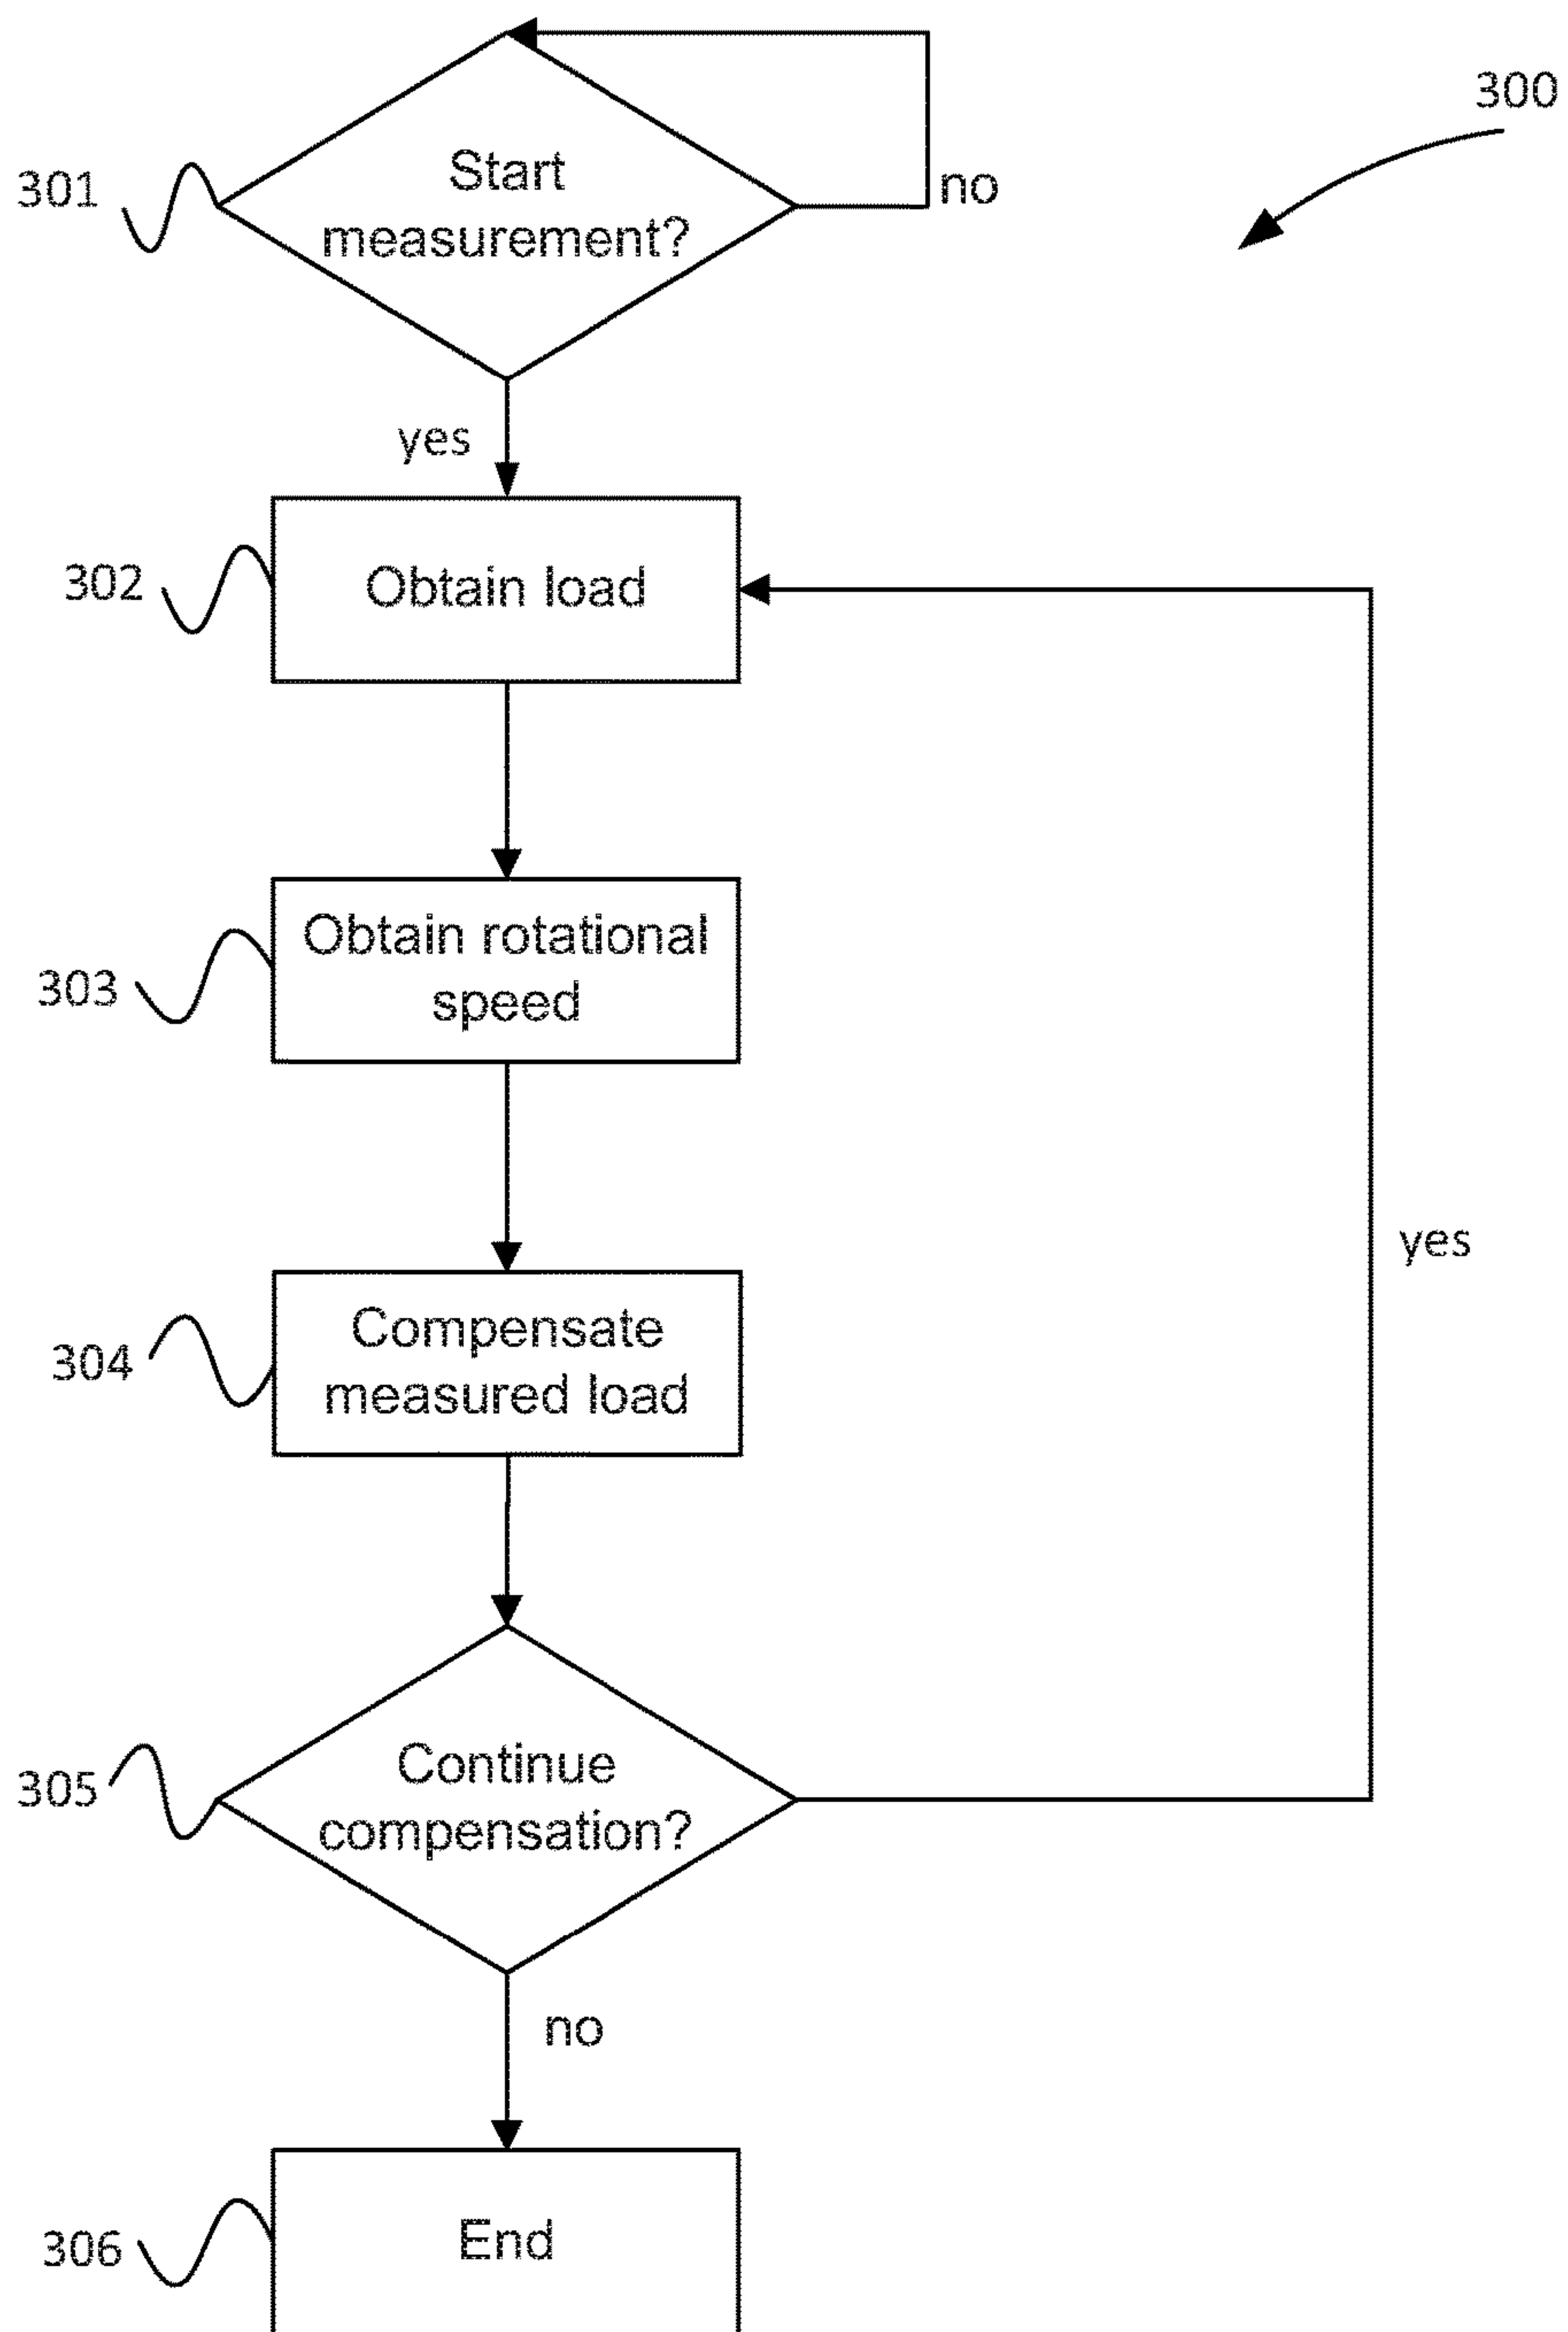 300
301
Start
measurement?
no
yes
302
Obtain load
303
Obtain rotational
speed
304
Compensate
measured load
yes
305
Continue
compensation?
no
306
End